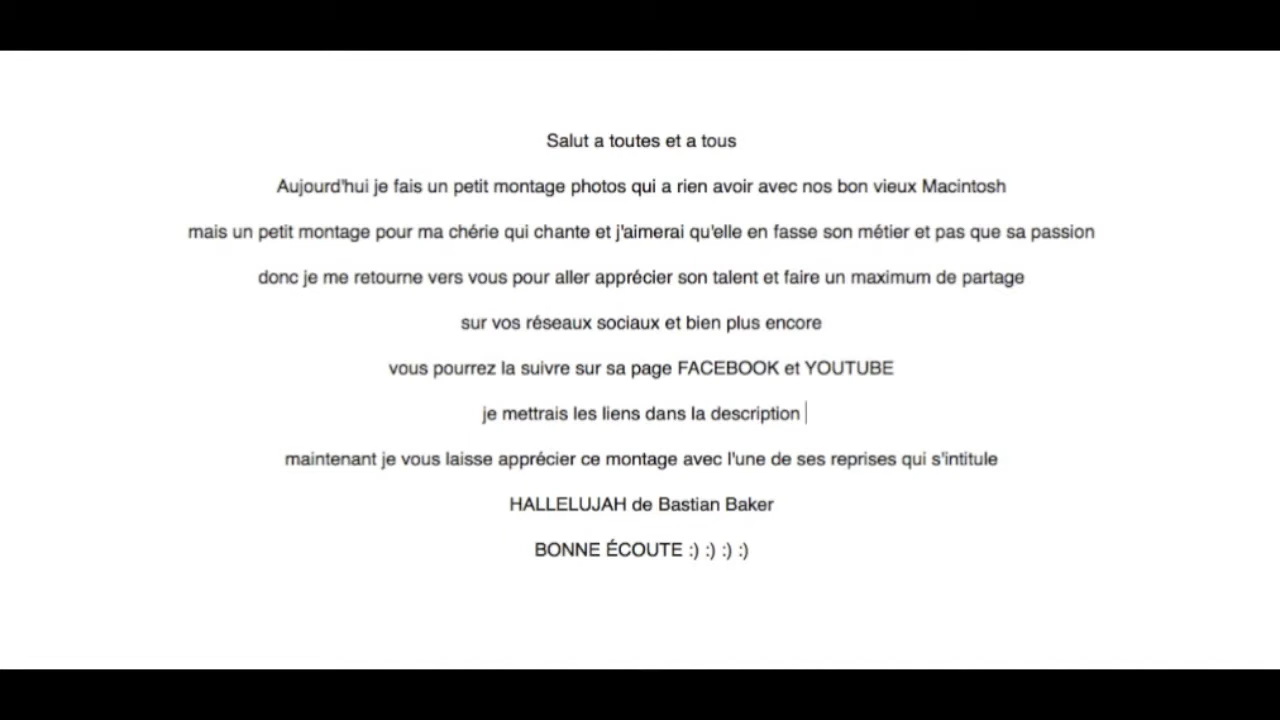 Salut a toutes et a tous
Aujourd'hui je fais un petit montage photos qui a rien avoir avec nos bon vieux Macintosh
mais un petit montage pour ma chérie qui chante et j'aimerai qu'elle en fasse son métier et pas que sa passion
donc je me retourne vers vous pour aller apprécier son talent et faire un maximum de partage
sur vos réseaux sociaux et bien plus encore
vous pourrez la suivre sur sa page FACEBOOK et YOUTUBE
je mettrais les liens dans la description
maintenant je vous laisse apprécier ce montage avec l'une de ses reprises qui s'intitule
HALLELUJAH de Bastian Baker
BONNE ÉCOUTE :) :) :) :)